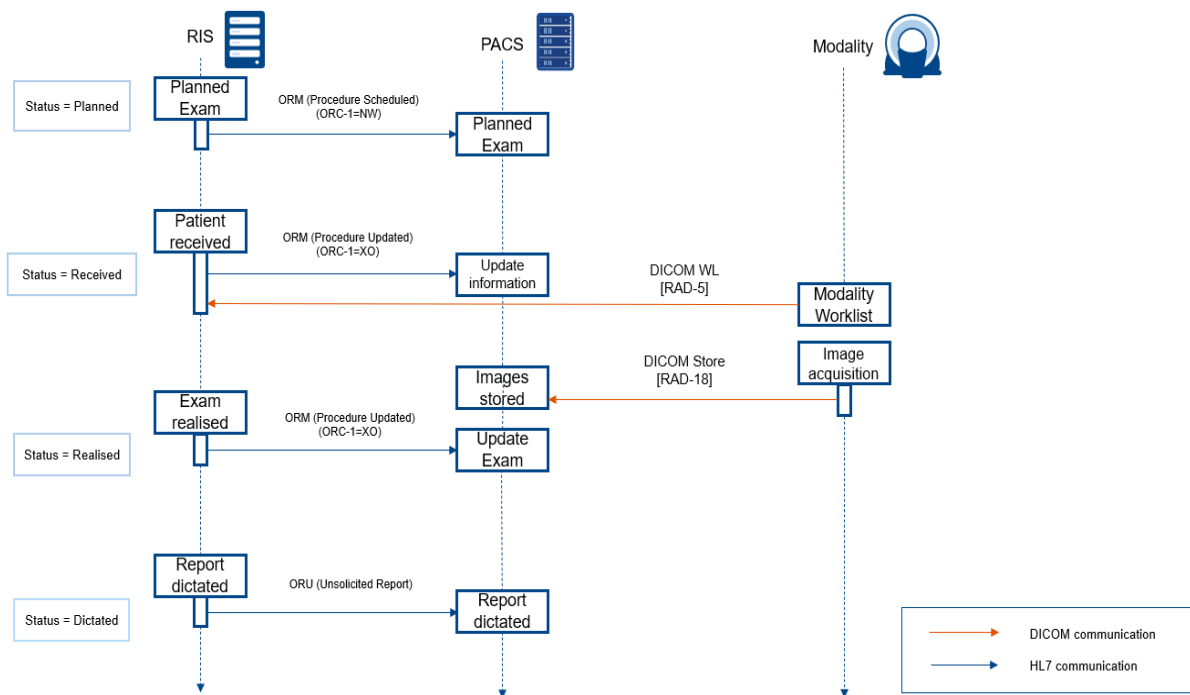 RIS
PACS
Modality
Status = Planned
Planned
Exam
ORM (Procedure Scheduled)
(ORC-1=NW)
Planned
Exam
Status = Received
Patient
received
ORM (Procedure Updated)
(ORC-1=XO)
Update
information
DICOM WL
[RAD-5]
Modality
Worklist
Image
acquisition
DICOM Store
[RAD-18]
Images
stored
Status = Realised
Exam
realised
ORM (Procedure Updated)
(ORC-1=XO)
Update
Exam
Status = Dictated
Report
dictated
ORU (Unsolicited Report)
Report
dictated
DICOM communication
HL7 communication